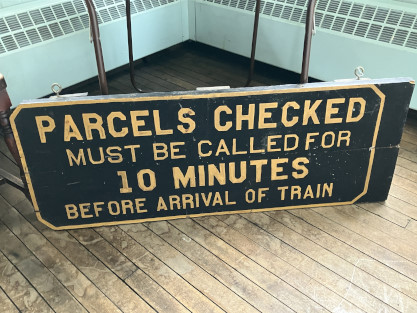 PARCELS CHECKED
MUST BE CALLED FOR
10 MINUTES
BEFORE ARRIVAL OF TRAIN